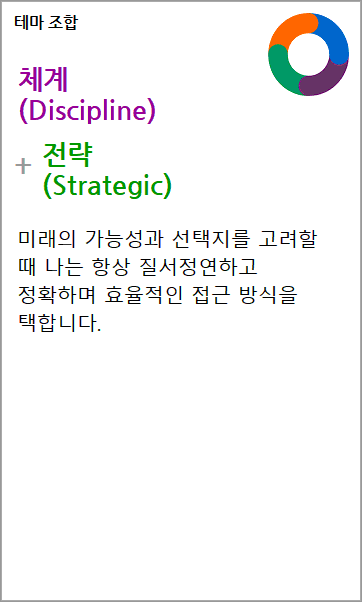 테마 조합
체계
(Discipline)
+ 전략
(Strategic)
미래의 가능성과 선택지를 고려할
때 나는 항상 질서정연하고
정확하며 효율적인 접근 방식을
택합니다.